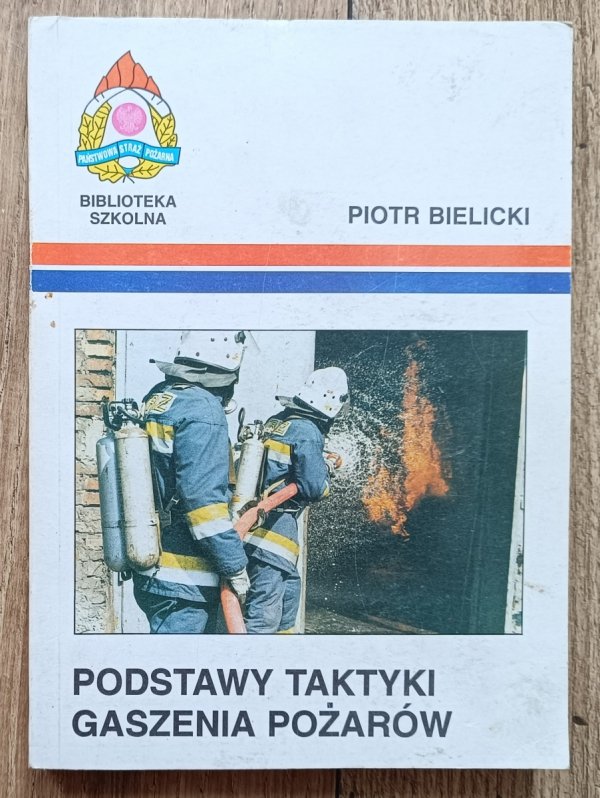 PAŃSTWOWA STRAŻ POŻARNA
BIBLIOTEKA
SZKOLNA
PIOTR BIELICKI
PODSTAWY TAKTYKI
GASZENIA POŻARÓW